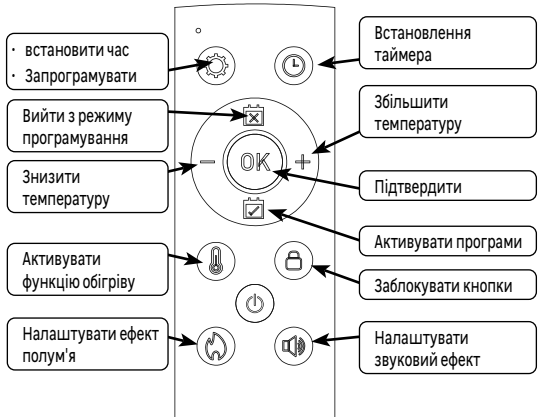 · встановити час
· Запрограмувати
Встановлення
таймера
Вийти з режиму
програмування
Збільшити
температуру
Знизити
температуру
OK
Підтвердити
Активувати програми
Активувати
функцію обігріву
Заблокувати кнопки
Налаштувати ефект
полум'я
Налаштувати
звуковий ефект